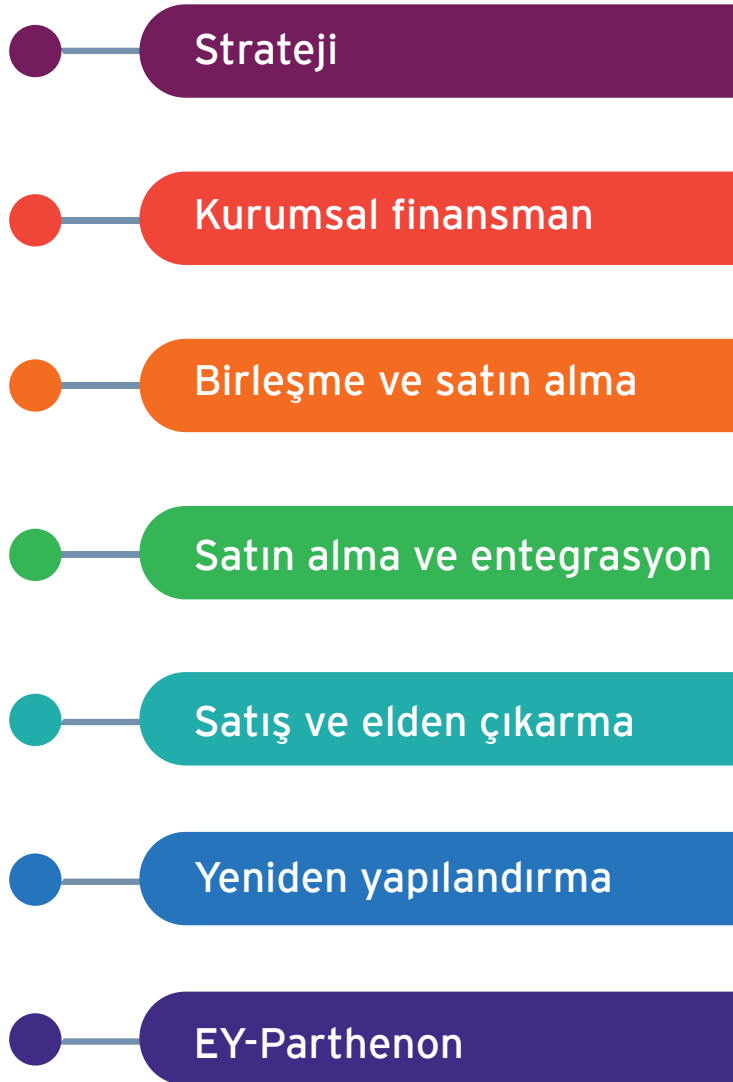 Strateji
Kurumsal finansman
Birleşme ve satın alma
Satın alma ve entegrasyon
Satış ve elden çıkarma
Yeniden yapılandırma
EY-Parthenon